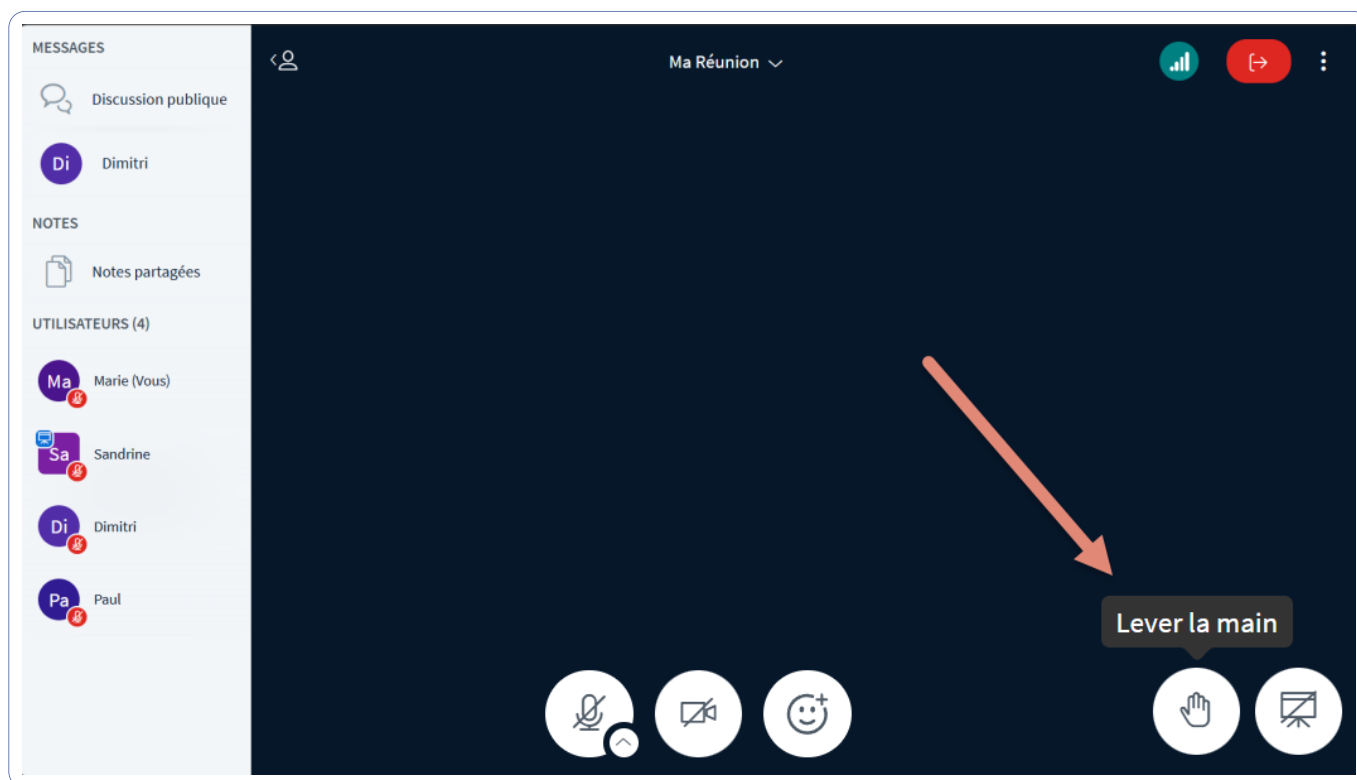 MESSAGES
Discussion publique
Di
Dimitri
NOTES
Notes partagées
UTILISATEURS (4)
Ma
Marie (Vous)
Sa
Sandrine
Di
Dimitri
Pa
Paul
Ma Réunion
Lever la main